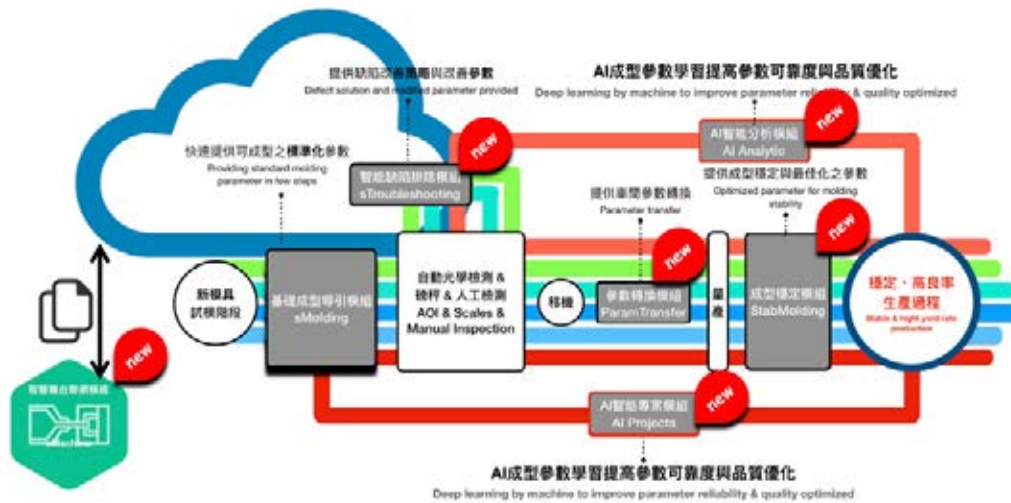 提供缺陷改善策略與改善參數
Defect solution and modified parameter provided
AI成型參數學習提高參數可靠度與品質優化
Deep learning by machine to improve parameter reliability & quality optimized
new
AI智能分析模組
AI Analytic
new
快速提供可成型之標準化參數
Providing standard molding
parameter in few steps
智能缺陷排除模組
sTroubleshooting
提供車間參數轉換
Parameter transfer
提供成型穩定與最佳化之參數
Optimized parameter for molding
stability
new
new
新模具
試模階段
基礎成型導引模組
sMolding
自動光學檢測 &
磅秤 & 人工檢測
AOI & Scales &
Manual Inspection
移機
參數轉換模組
ParamTransfer
量產
成型穩定模組
StabMolding
穩定、高良率
生產過程
Stable & hight yield rate
production
new
new
AI智能專案模組
AI Projects
AI成型參數學習提高參數可靠度與品質優化
Deep learning by machine to improve parameter reliability & quality optimized